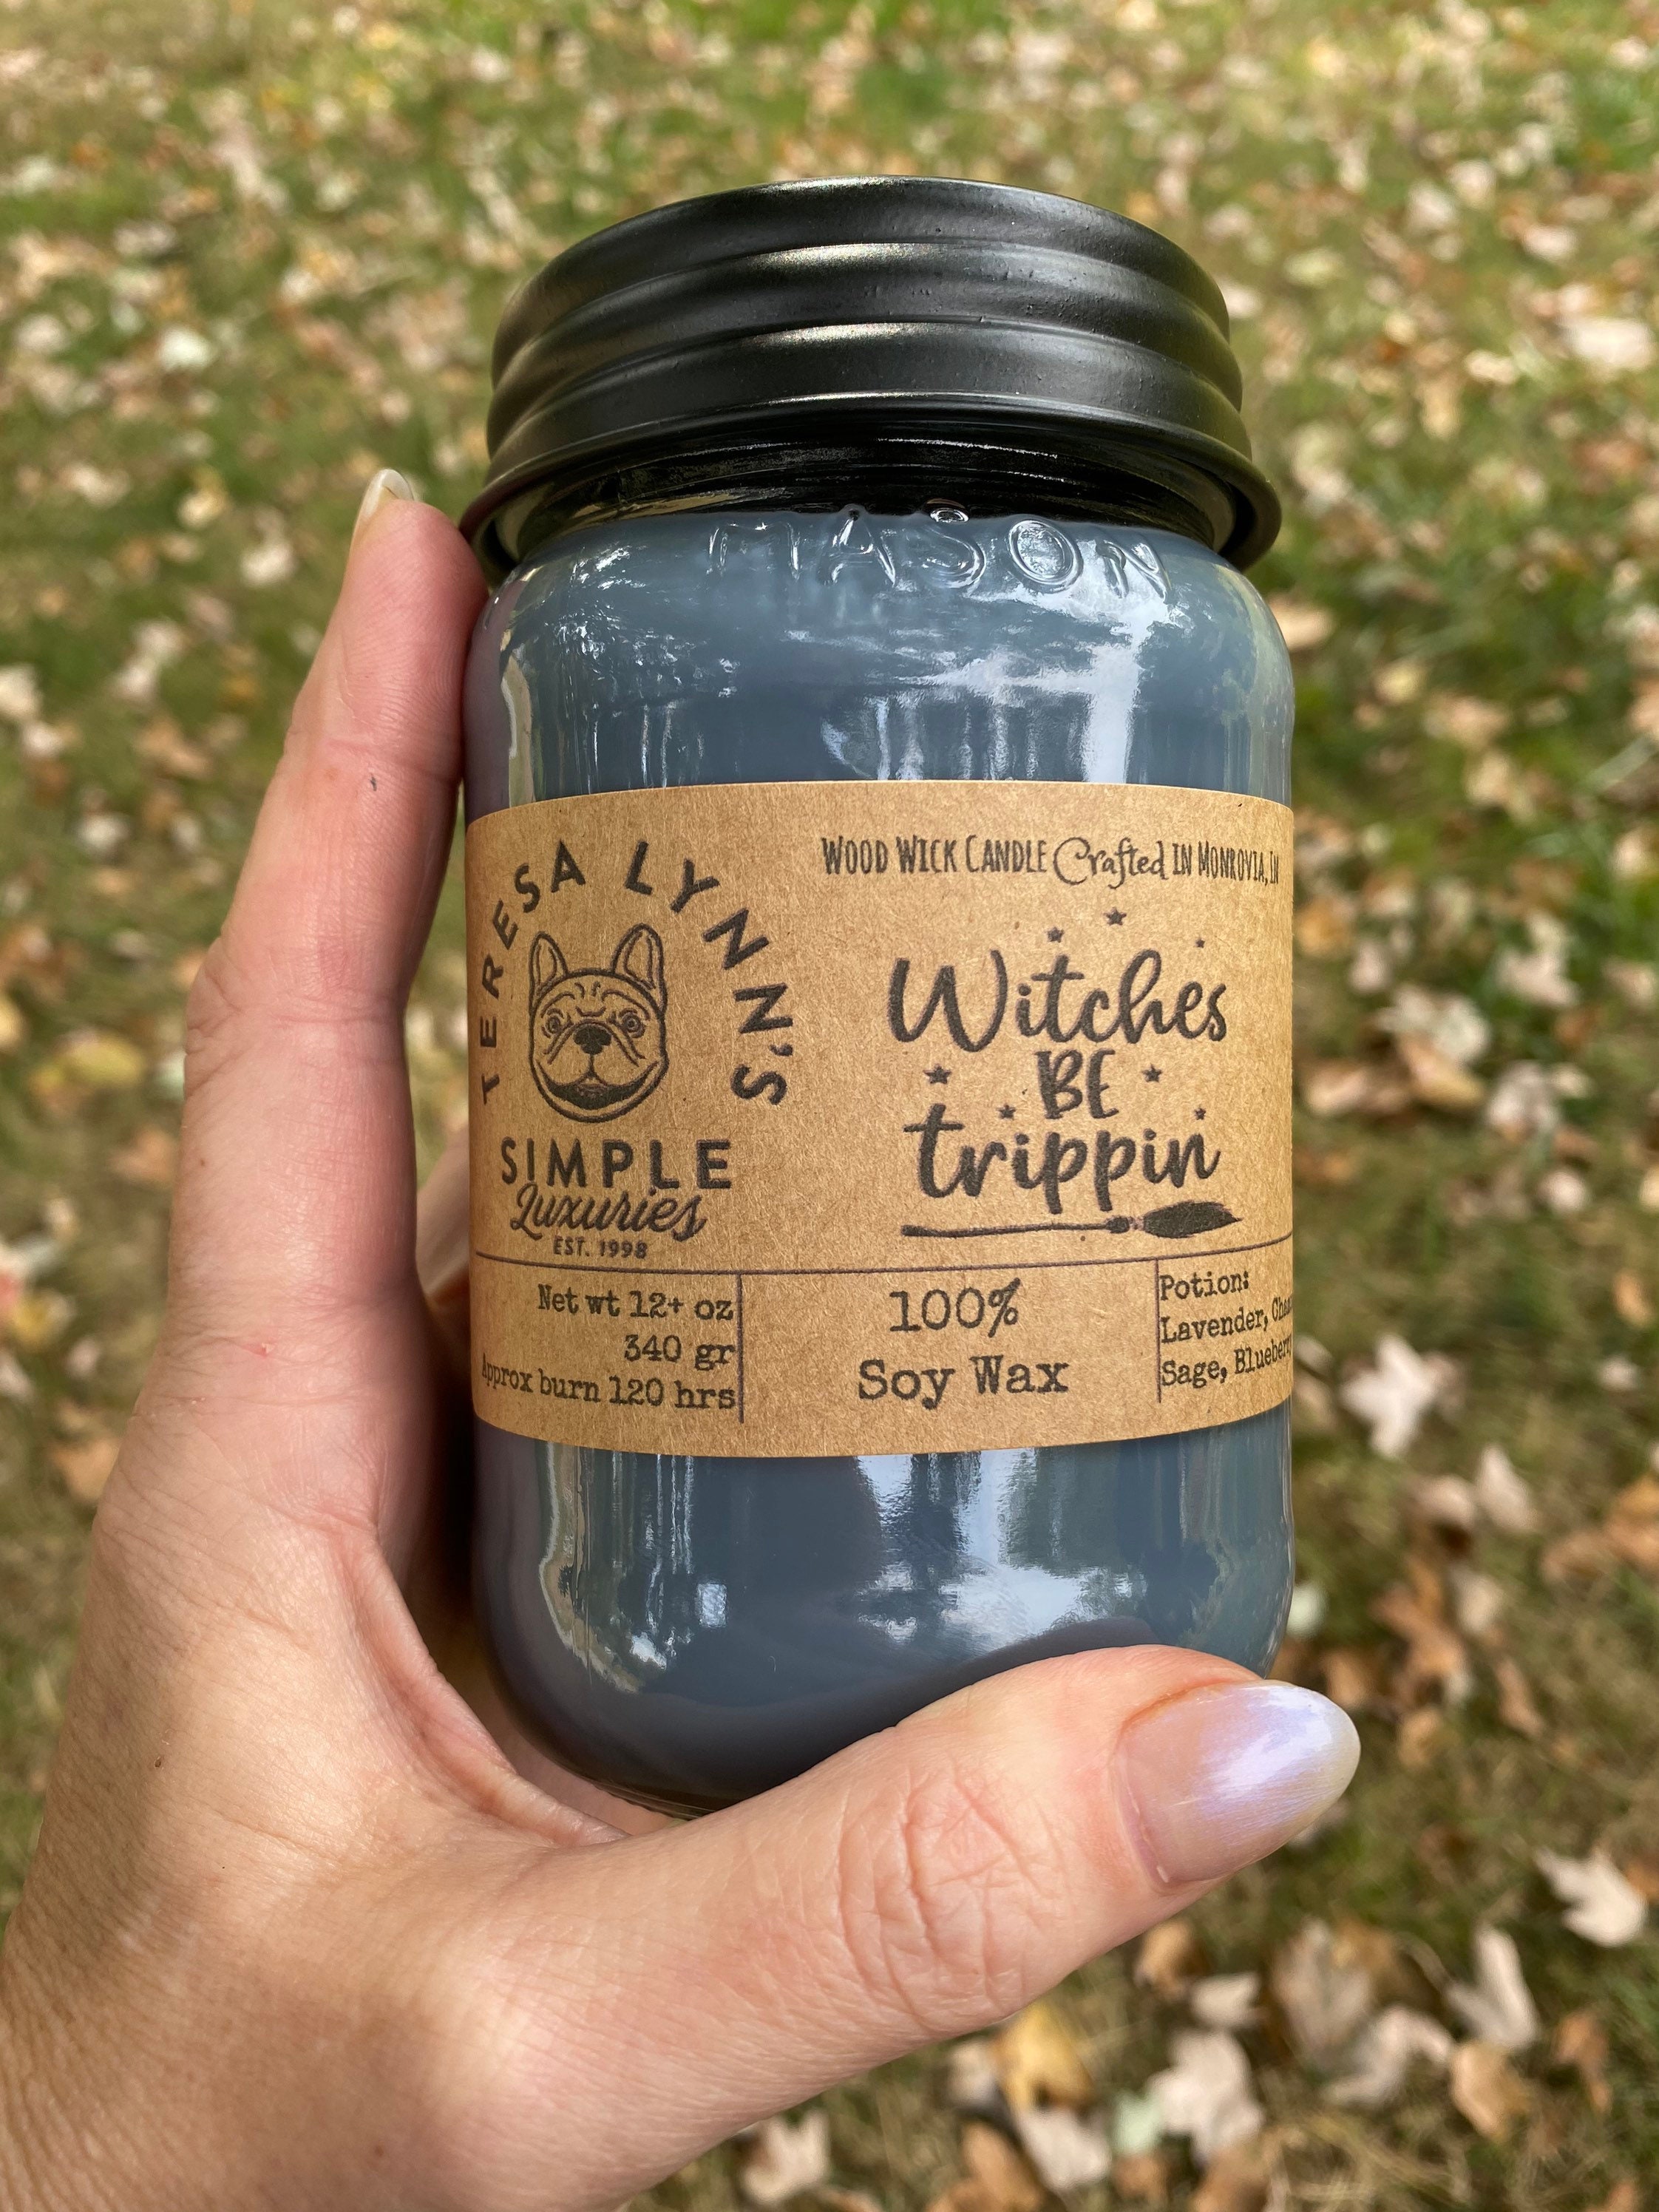 MASON
TERESA LYNN'S
SIMPLE
Luxuries
EST. 1998
WOOD WICK CANDLE Crafted IN MONROVIA, IN
Witches
BE
trippin
Net wt 12+ oz
340 gr
Approx burn 120 hrs
100%
Soy Wax
Potion:
Lavender,
Sage,